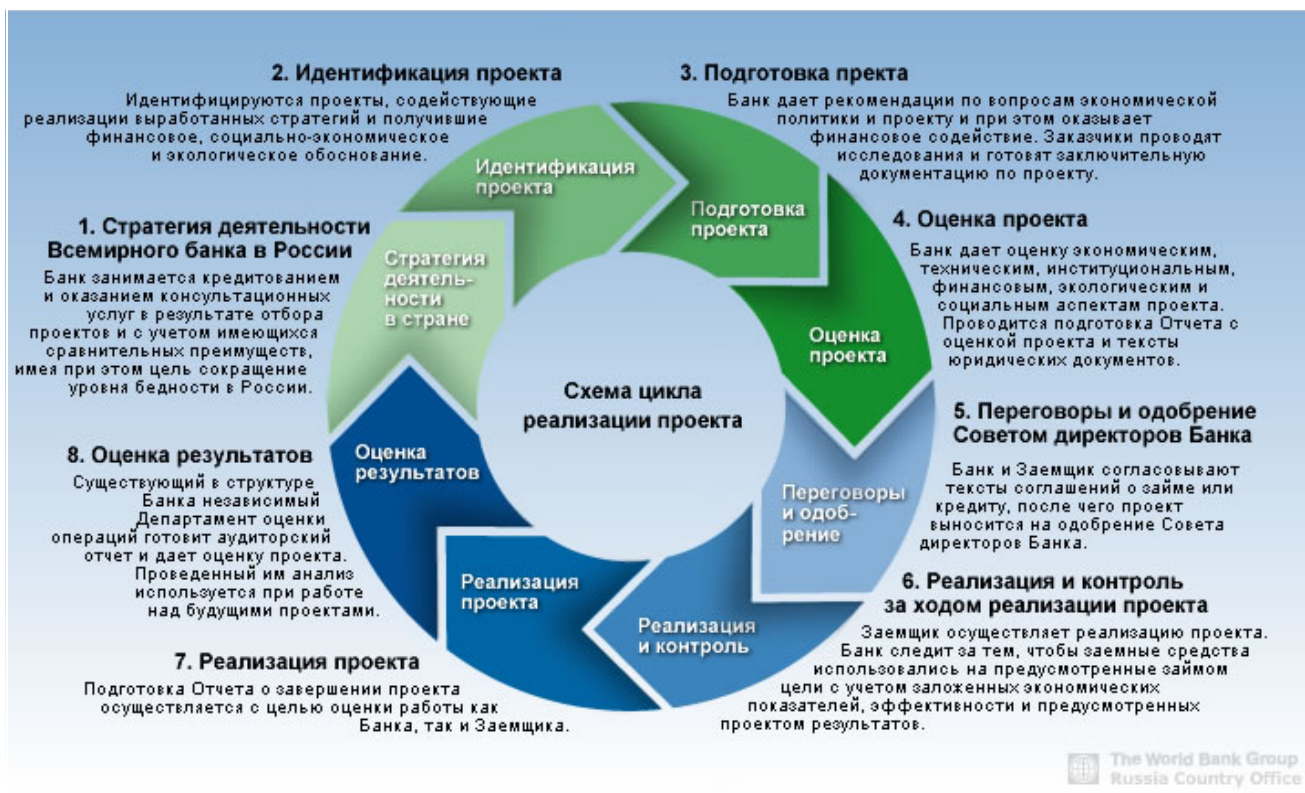 2. Идентификация проекта
Идентифицируются проекты, содействующие
реализации выработанных стратегий и получившие
финансовое, социально-экономическое
и экологическое обоснование.
3. Подготовка пректа
Банк дает рекомендации по вопросам экономической
политики и проекту и при этом оказывает
финансовое содействие. Заказчики проводят
исследования и готовят заключительную
документацию по проекту.
1. Стратегия деятельности
Всемирного банка в России
Банк занимается кредитованием
и оказанием консультационных
услуг в результате отбора
проектов и с учетом имеющихся
сравнительных преимуществ,
имея при этом цель сокращение
уровня бедности в России.
4. Оценка проекта
Банк дает оценку экономическим,
техническим, институциональным,
финансовым, экологическим и
социальным аспектам проекта.
Проводится подготовка Отчета с
оценкой проекта и тексты
юридических документов.
Идентификация
проекта
Подготовка
проекта
Стратегия
деятель-
ности
в стране
Оценка
проекта
Схема цикла
реализации проекта
Оценка
результатов
Переговоры
и одоб-
рение
Реализация
проекта
Реализация
и контроль
5. Переговоры и одобрение
Советом директоров Банка
Банк и Заемщик согласовывают
тексты соглашений о займе или
кредиту, после чего проект
выносится на одобрение Совета
директоров Банка.
8. Оценка результатов
Существующий в структуре
Банка независимый
Департамент оценки
операций готовит аудиторский
отчет и дает оценку проекта.
Проведенный им анализ
используется при работе
над будущими проектами.
6. Реализация и контроль
за ходом реализации проекта
Заемщик осуществляет реализацию проекта.
Банк следит за тем, чтобы заемные средства
использовались на предусмотренные займом
цели с учетом заложенных экономических
показателей, эффективности и предусмотренных
проектом результатов.
7. Реализация проекта
Подготовка Отчета о завершении проекта
осуществляется с целью оценки работы как
Банка, так и Заемщика.
The World Bank Group
Russia Country Office